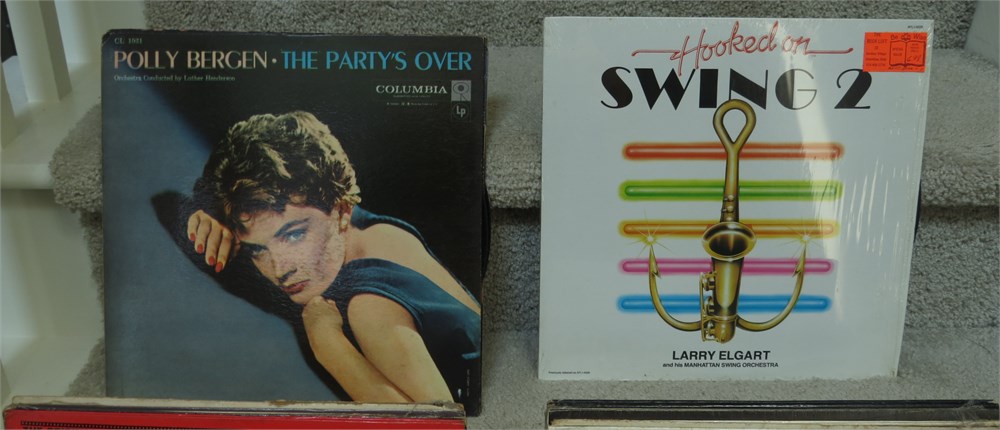 CL 1031
POLLY BERGEN • THE PARTY'S OVER
Orchestra Conducted by Luther Henderson
COLUMBIA
Lp
Hooked on
SWING 2
LARRY ELGART
and his MANHATTAN SWING ORCHESTRA